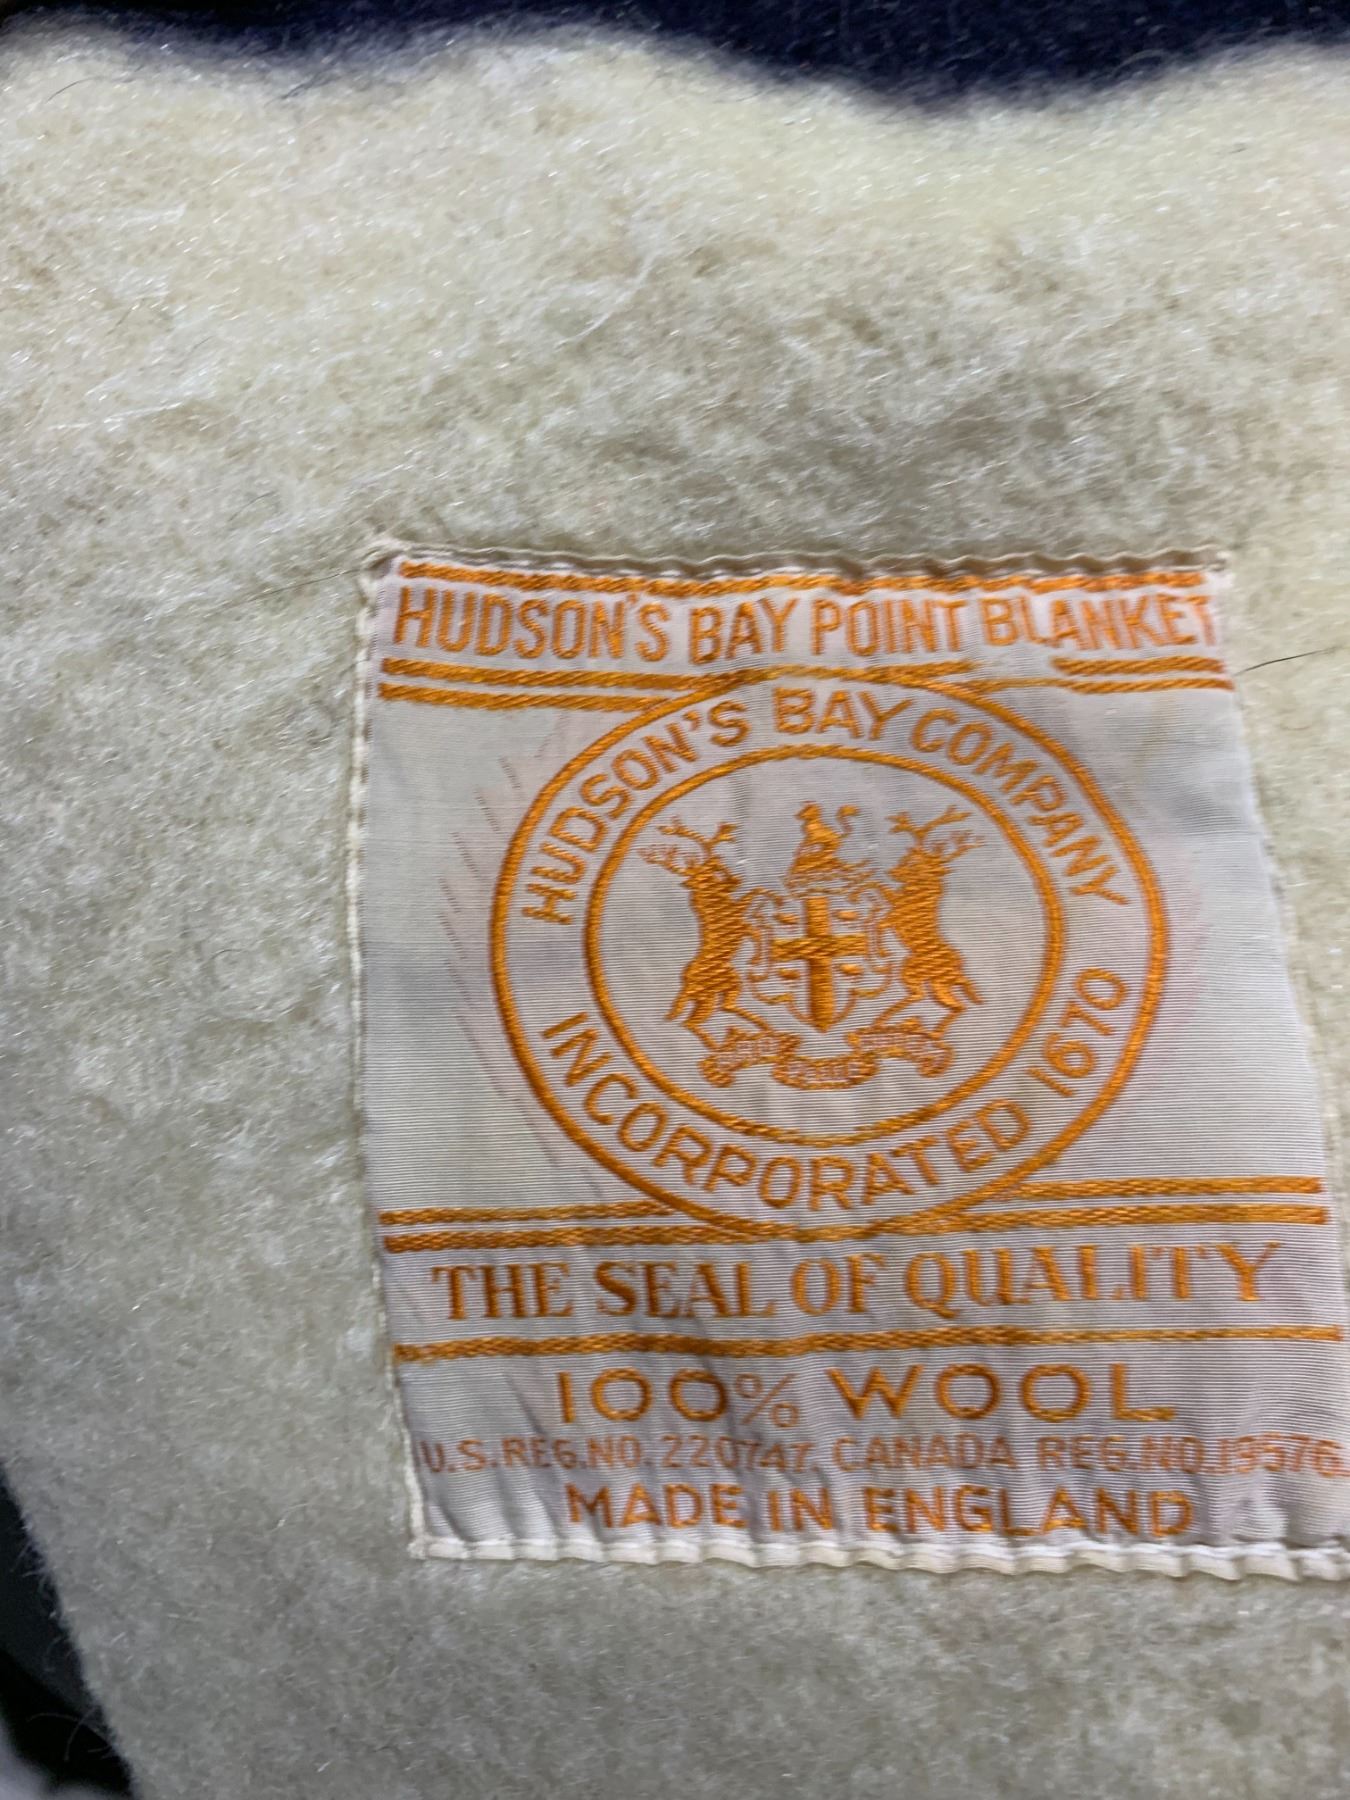 HUDSON'S BAY POINT BLANKET
HUDSON'S BAY COMPANY
INCORPORATED 1670
THE SEAL OF QUALITY
100% WOOL
U.S.REG.NO. 220747. CANADA REG.NO.19576.
MADE IN ENGLAND